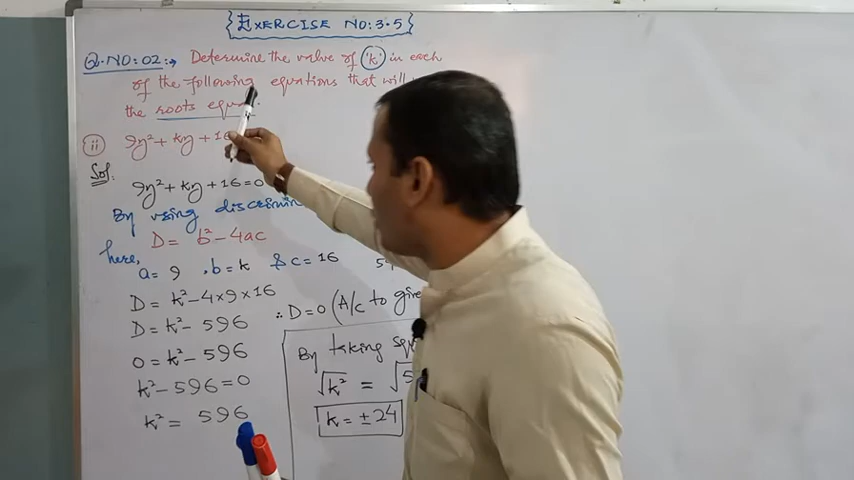 EXERCISE NO:3.5
Q.NO:02:→ Determine the value of 'k' in each
of the following equations that will
the roots equ
ii 9y²+ky+16
Sol:
9y²+ky+16=0
By using discrimin
D= b²-4ac
here,
a=9 ,b=k & c=16
D=k²-4×9×16
D=k²-596 ∴D=0 (A/c to give
0=k²-596
By taking squ
k²-596=0
√k² = √5
k²= 596
k=±24